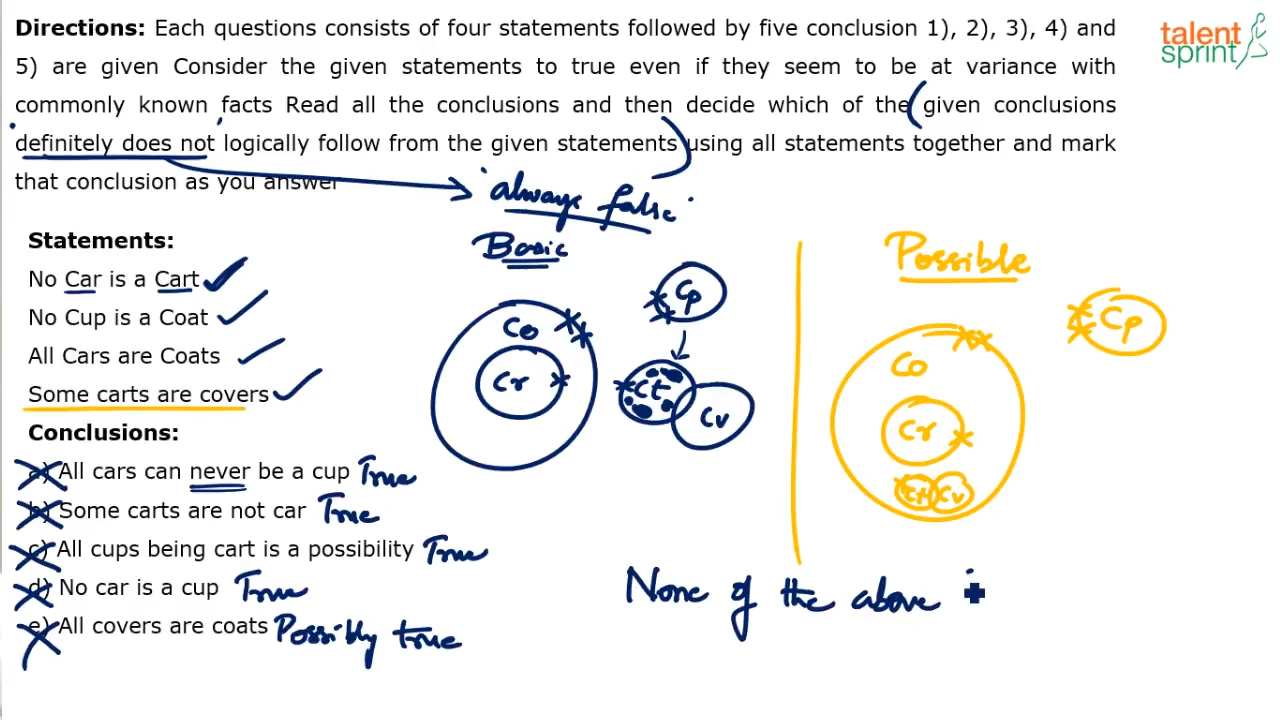 talent
sprint
Directions: Each questions consists of four statements followed by five conclusion 1), 2), 3), 4) and
5) are given Consider the given statements to true even if they seem to be at variance with
commonly known facts Read all the conclusions and then decide which of the given conclusions
definitely does not logically follow from the given statements using all statements together and mark
that conclusion as you answer
'always false'
Statements:
Basic
Possible
No Car is a Cart
No Cup is a Coat
All Cars are Coats
Some carts are covers
Co
Cr
Cp
Ct
Cv
Cp
Co
Cr
Ct Cv
Conclusions:
a) All cars can never be a cup True
b) Some carts are not car True
c) All cups being cart is a possibility True
d) No car is a cup True
e) All covers are coats Possibly true
None of the above